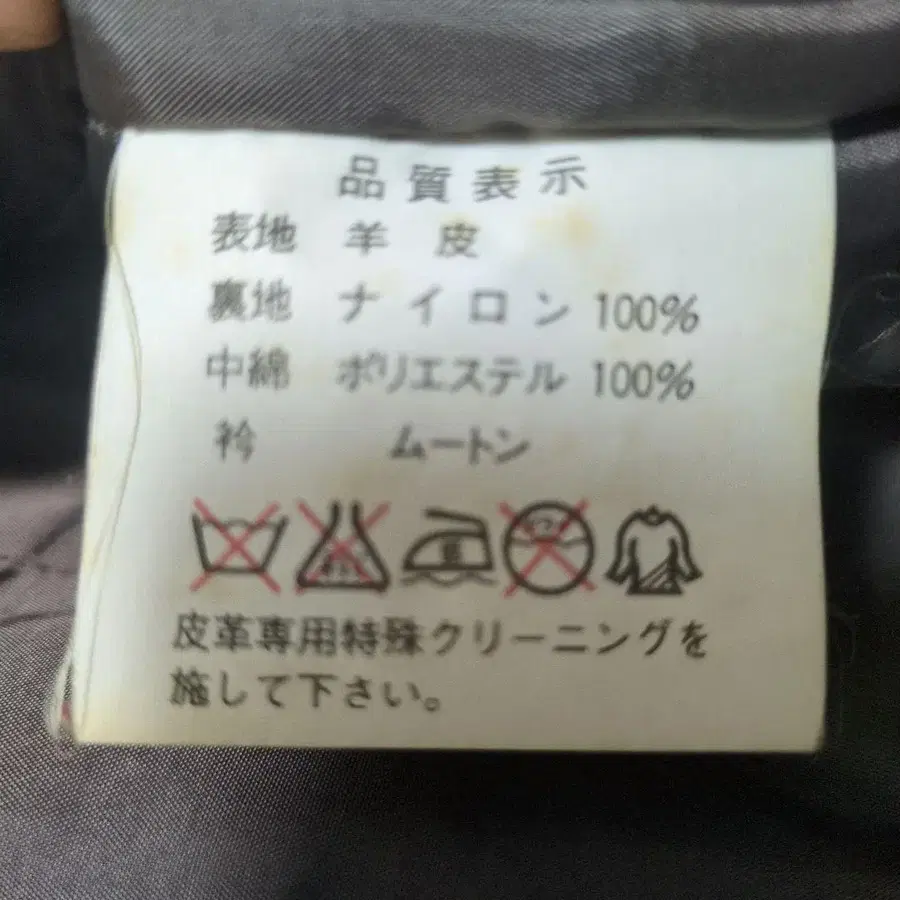 品質表示
表地 羊皮
裏地 ナイロン 100%
中綿 ポリエステル 100%
衿 ムートン
皮革専用特殊クリーニングを
施して下さい。